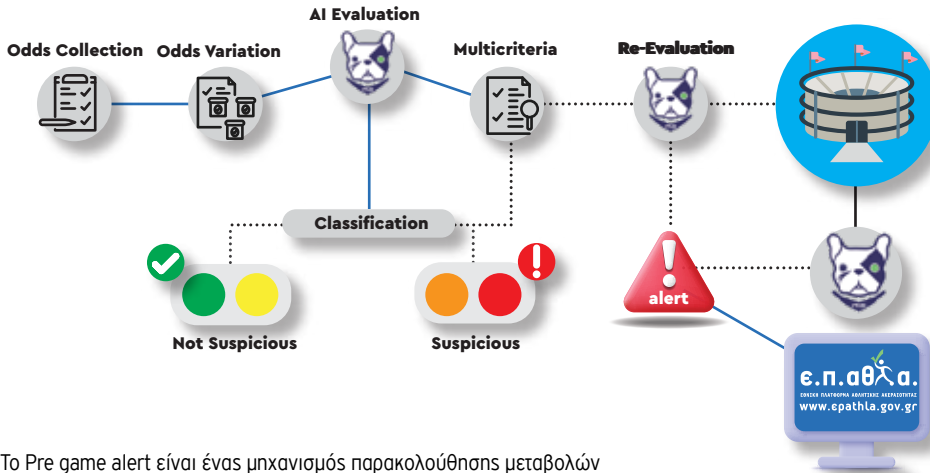 AI Evaluation
Odds Collection
Odds Variation
Multicriteria
Re-Evaluation
Classification
alert
Not Suspicious
Suspicious
ε.π.αθλα.
ΕΘΝΙΚΗ ΠΛΑΤΦΟΡΜΑ ΑΘΛΗΤΙΚΗΣ ΑΚΕΡΑΙΟΤΗΤΑΣ
www.epathla.gov.gr
Το Pre game alert είναι ένας μηχανισμός παρακολούθησης μεταβολών